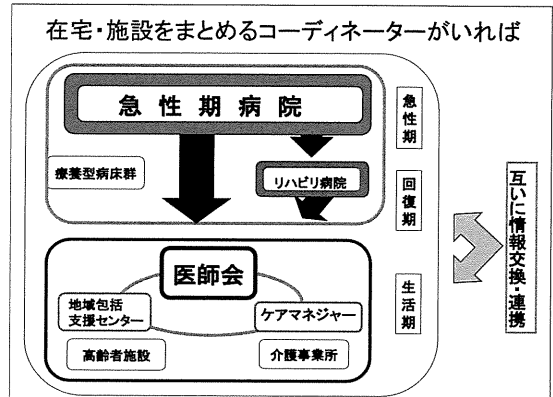 在宅・施設をまとめるコーディネーターがいれば
急性期病院
急性期
療養型病床群
リハビリ病院
回復期
互いに情報交換・連携
医師会
地域包括
支援センター
ケアマネジャー
生活期
高齢者施設
介護事業所